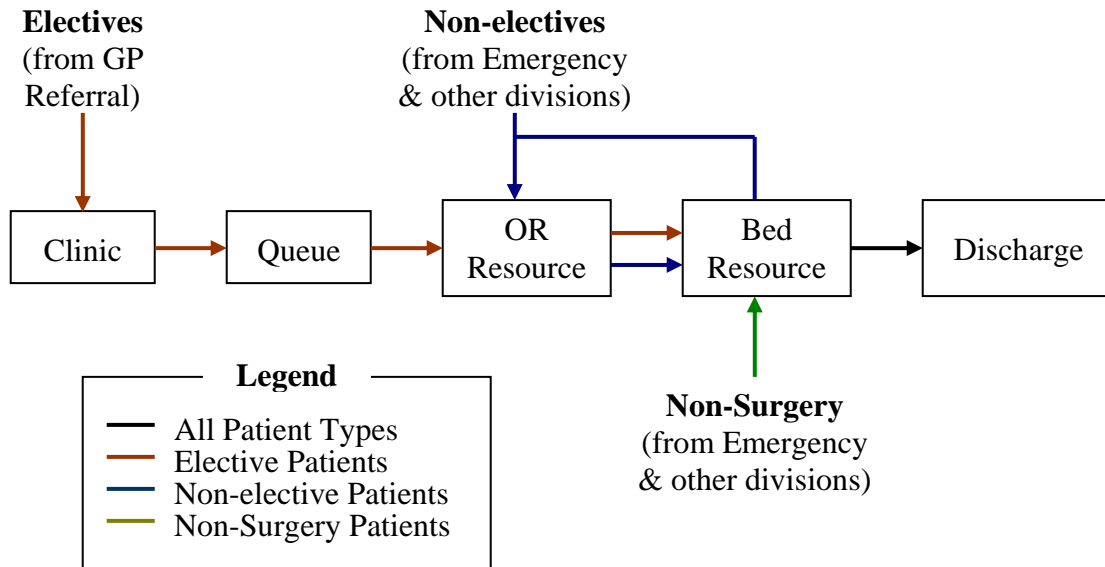 Electives
(from GP
Referral)
Non-electives
(from Emergency
& other divisions)
Clinic
Queue
OR
Resource
Bed
Resource
Discharge
Legend
All Patient Types
Elective Patients
Non-elective Patients
Non-Surgery Patients
Non-Surgery
(from Emergency
& other divisions)